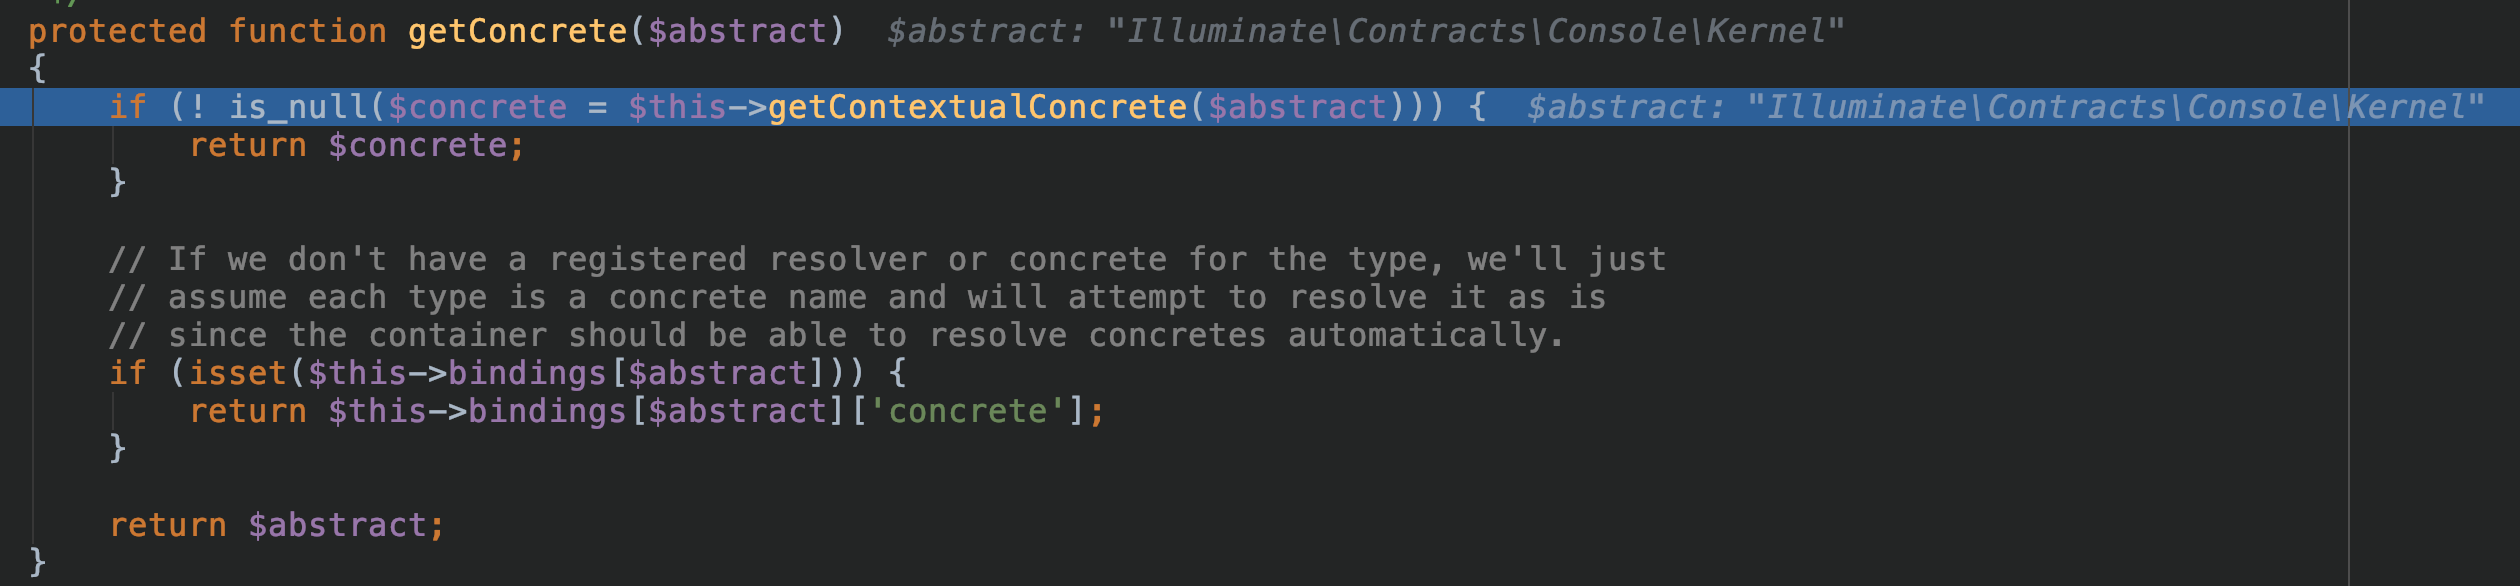 */
protected function getConcrete($abstract)   $abstract: "Illuminate\Contracts\Console\Kernel"
{
    if (! is_null($concrete = $this->getContextualConcrete($abstract))) {   $abstract: "Illuminate\Contracts\Console\Kernel"
        return $concrete;
    }
    // If we don't have a registered resolver or concrete for the type, we'll just
    // assume each type is a concrete name and will attempt to resolve it as is
    // since the container should be able to resolve concretes automatically.
    if (isset($this->bindings[$abstract])) {
        return $this->bindings[$abstract]['concrete'];
    }
    return $abstract;
}